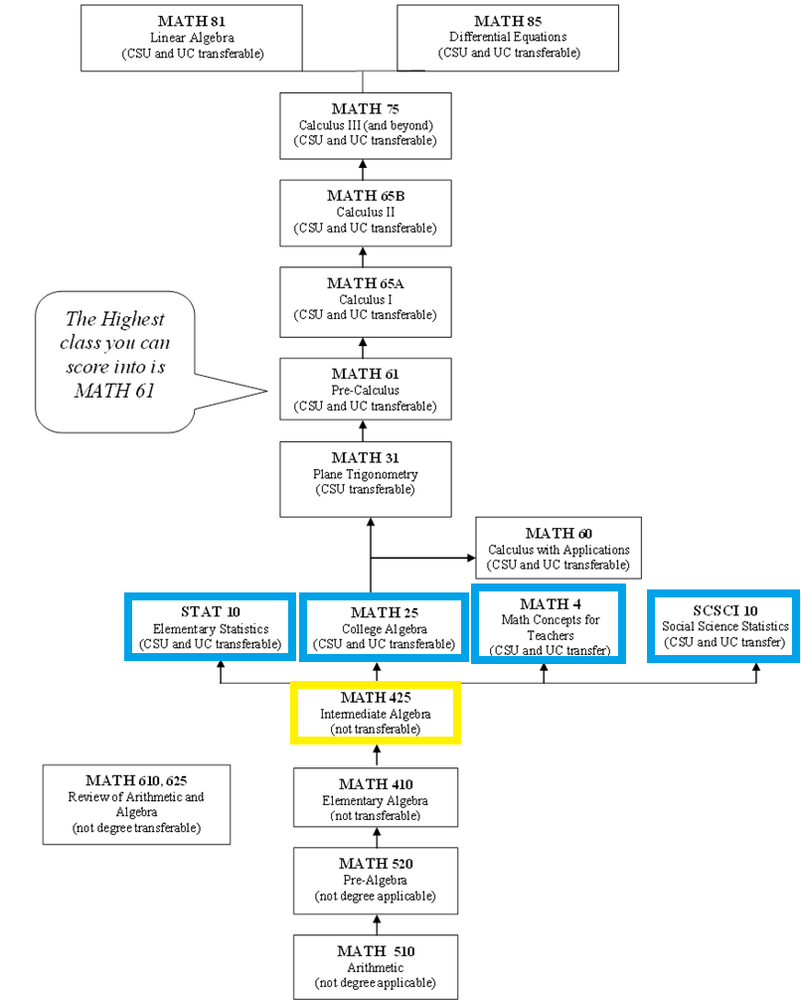 MATH 81
Linear Algebra
(CSU and UC transferable)
MATH 85
Differential Equations
(CSU and UC transferable)
MATH 75
Calculus III (and beyond)
(CSU and UC transferable)
MATH 65B
Calculus II
(CSU and UC transferable)
MATH 65A
Calculus I
(CSU and UC transferable)
The Highest
class you can
score into is
MATH 61
MATH 61
Pre-Calculus
(CSU and UC transferable)
MATH 31
Plane Trigonometry
(CSU transferable)
MATH 60
Calculus with Applications
(CSU and UC transferable)
STAT 10
Elementary Statistics
(CSU and UC transferable)
MATH 25
College Algebra
(CSU and UC transferable)
MATH 4
Math Concepts for
Teachers
(CSU and UC transfer)
SCSCI 10
Social Science Statistics
(CSU and UC transfer)
MATH 425
Intermediate Algebra
(not transferable)
MATH 610, 625
Review of Arithmetic and
Algebra
(not degree transferable)
MATH 410
Elementary Algebra
(not transferable)
MATH 520
Pre-Algebra
(not degree applicable)
MATH 510
Arithmetic
(not degree applicable)